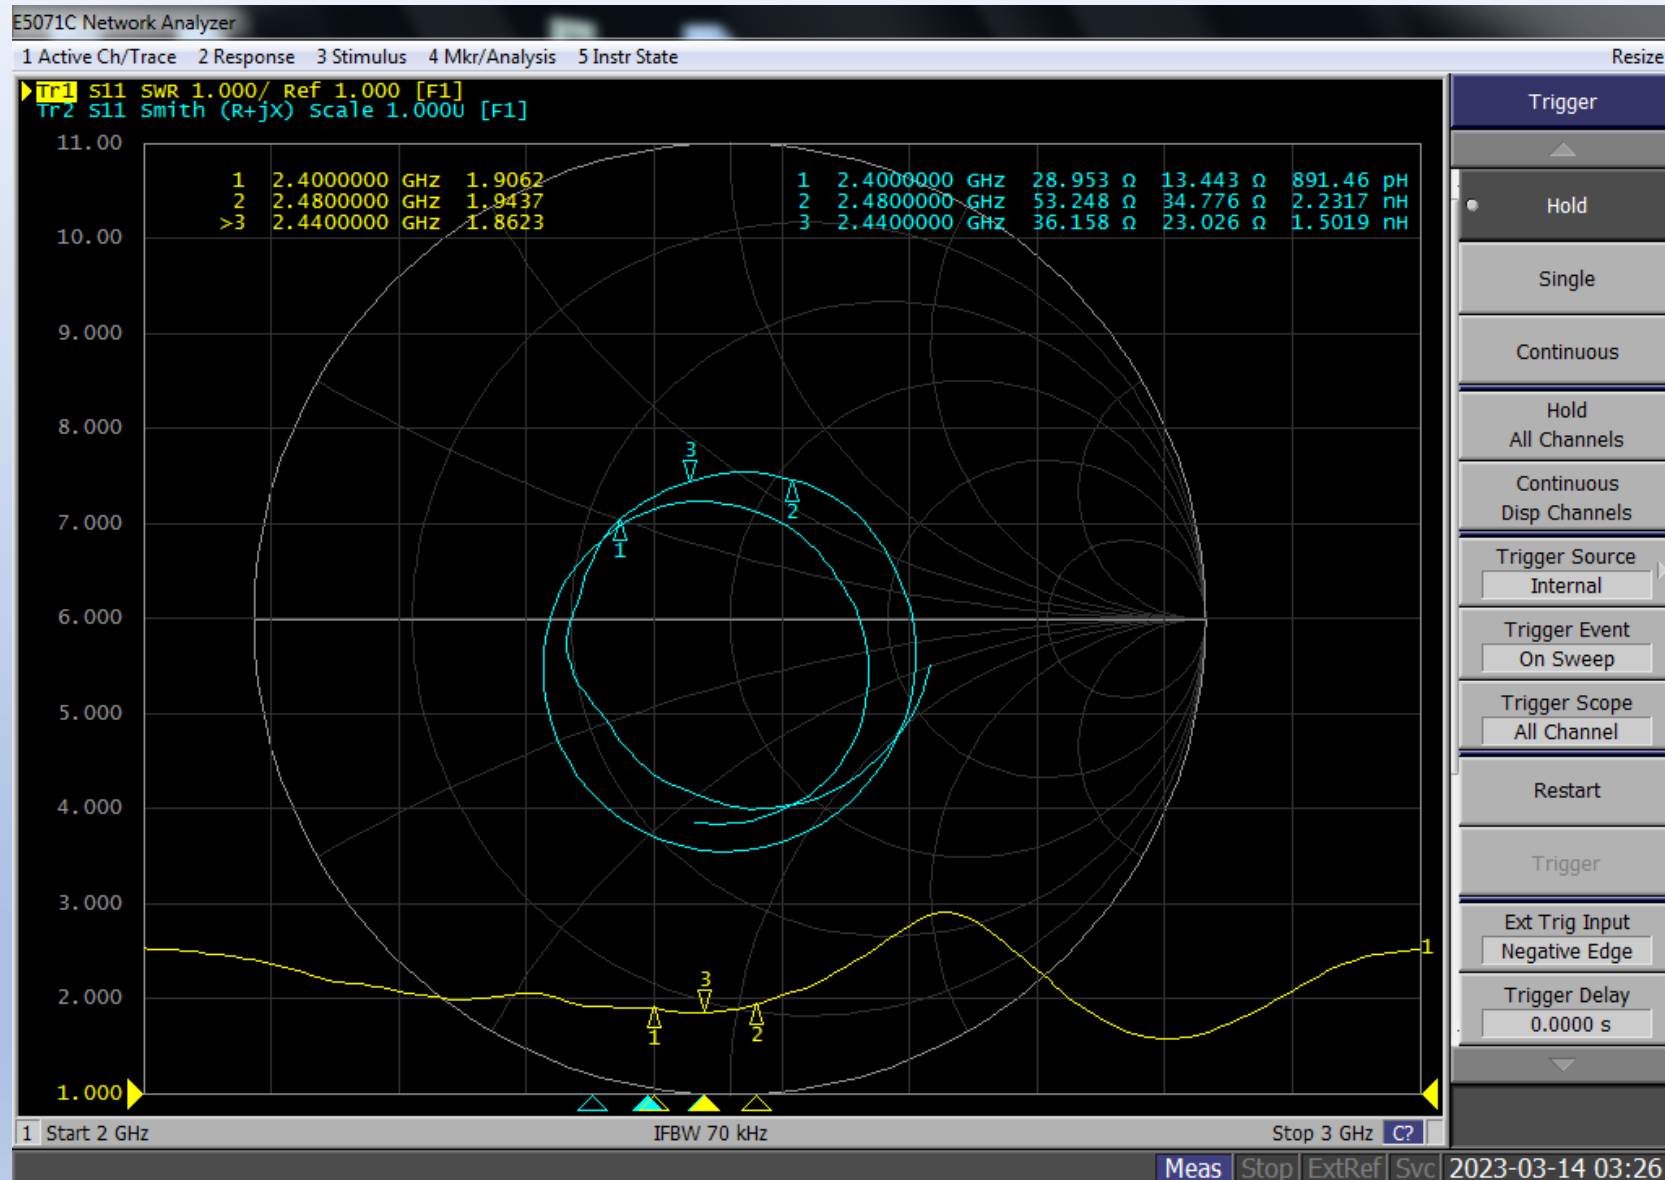 E5071C Network Analyzer
1 Active Ch/Trace 2 Response 3 Stimulus 4 Mkr/Analysis 5 Instr State Resize
Tr1 S11 SWR 1.000/ Ref 1.000 [F1]
Tr2 S11 Smith (R+jX) Scale 1.000U [F1]
11.00
10.00
9.000
8.000
7.000
6.000
5.000
4.000
3.000
2.000
1.000
1 2.4000000 GHz 1.9062
2 2.4800000 GHz 1.9437
>3 2.4400000 GHz 1.8623
1 2.4000000 GHz 28.953 Ω 13.443 Ω 891.46 pH
2 2.4800000 GHz 53.248 Ω 34.776 Ω 2.2317 nH
3 2.4400000 GHz 36.158 Ω 23.026 Ω 1.5019 nH
3
2
1
1
3
1
2
1 Start 2 GHz IFBW 70 kHz Stop 3 GHz C?
Trigger
Hold
Single
Continuous
Hold
All Channels
Continuous
Disp Channels
Trigger Source
Internal
Trigger Event
On Sweep
Trigger Scope
All Channel
Restart
Trigger
Ext Trig Input
Negative Edge
Trigger Delay
0.0000 s
Meas Stop ExtRef Svc 2023-03-14 03:26